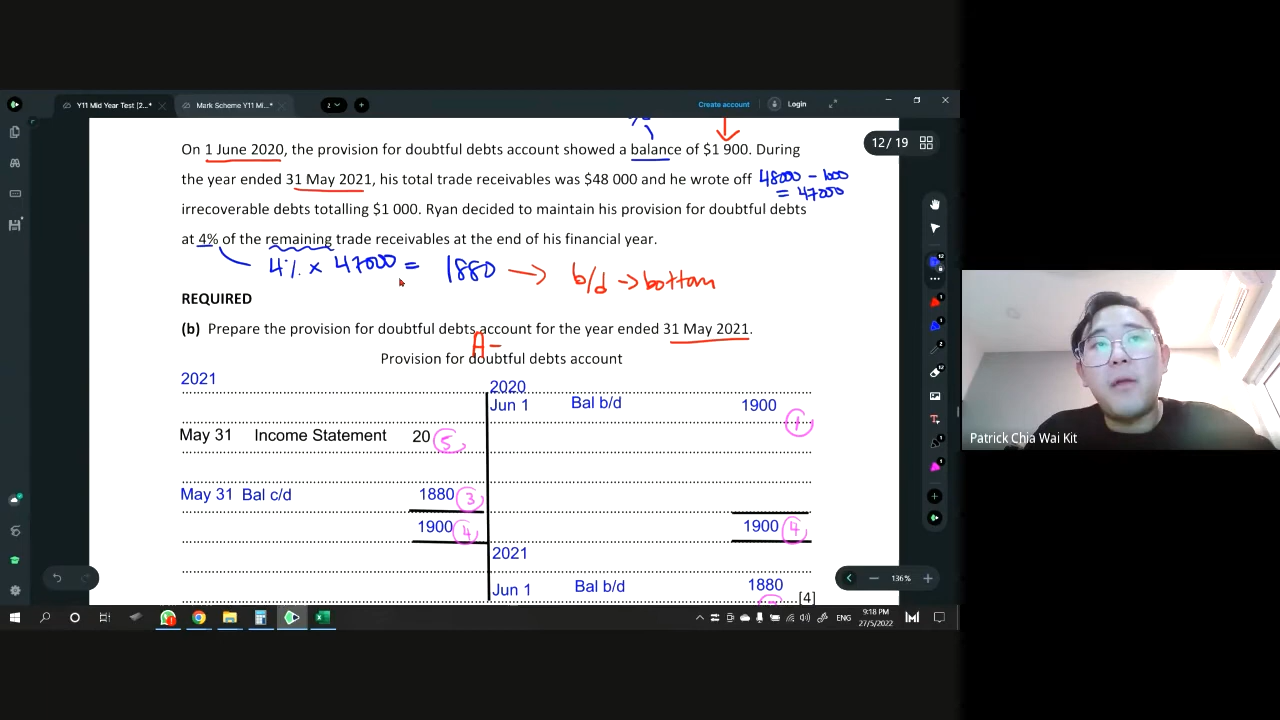 Y11 Mid Year Test [2...*
Mark Scheme Y11 Mi...*
2
Create account
Login
12 / 19
On 1 June 2020, the provision for doubtful debts account showed a balance of $1 900. During
the year ended 31 May 2021, his total trade receivables was $48 000 and he wrote off
48000 - 1000
= 47000
irrecoverable debts totalling $1 000. Ryan decided to maintain his provision for doubtful debts
at 4% of the remaining trade receivables at the end of his financial year.
4% × 47000 = 1880 → b/d → bottom
REQUIRED
(b) Prepare the provision for doubtful debts account for the year ended 31 May 2021.
A-
Provision for doubtful debts account
2021
2020
Jun 1 Bal b/d 1900
1
May 31 Income Statement 20 5
May 31 Bal c/d 1880 3
1900 4 1900 4
2021
Jun 1 Bal b/d 1880
[4]
136%
Patrick Chia Wai Kit
ENG
9:18 PM
27/5/2022